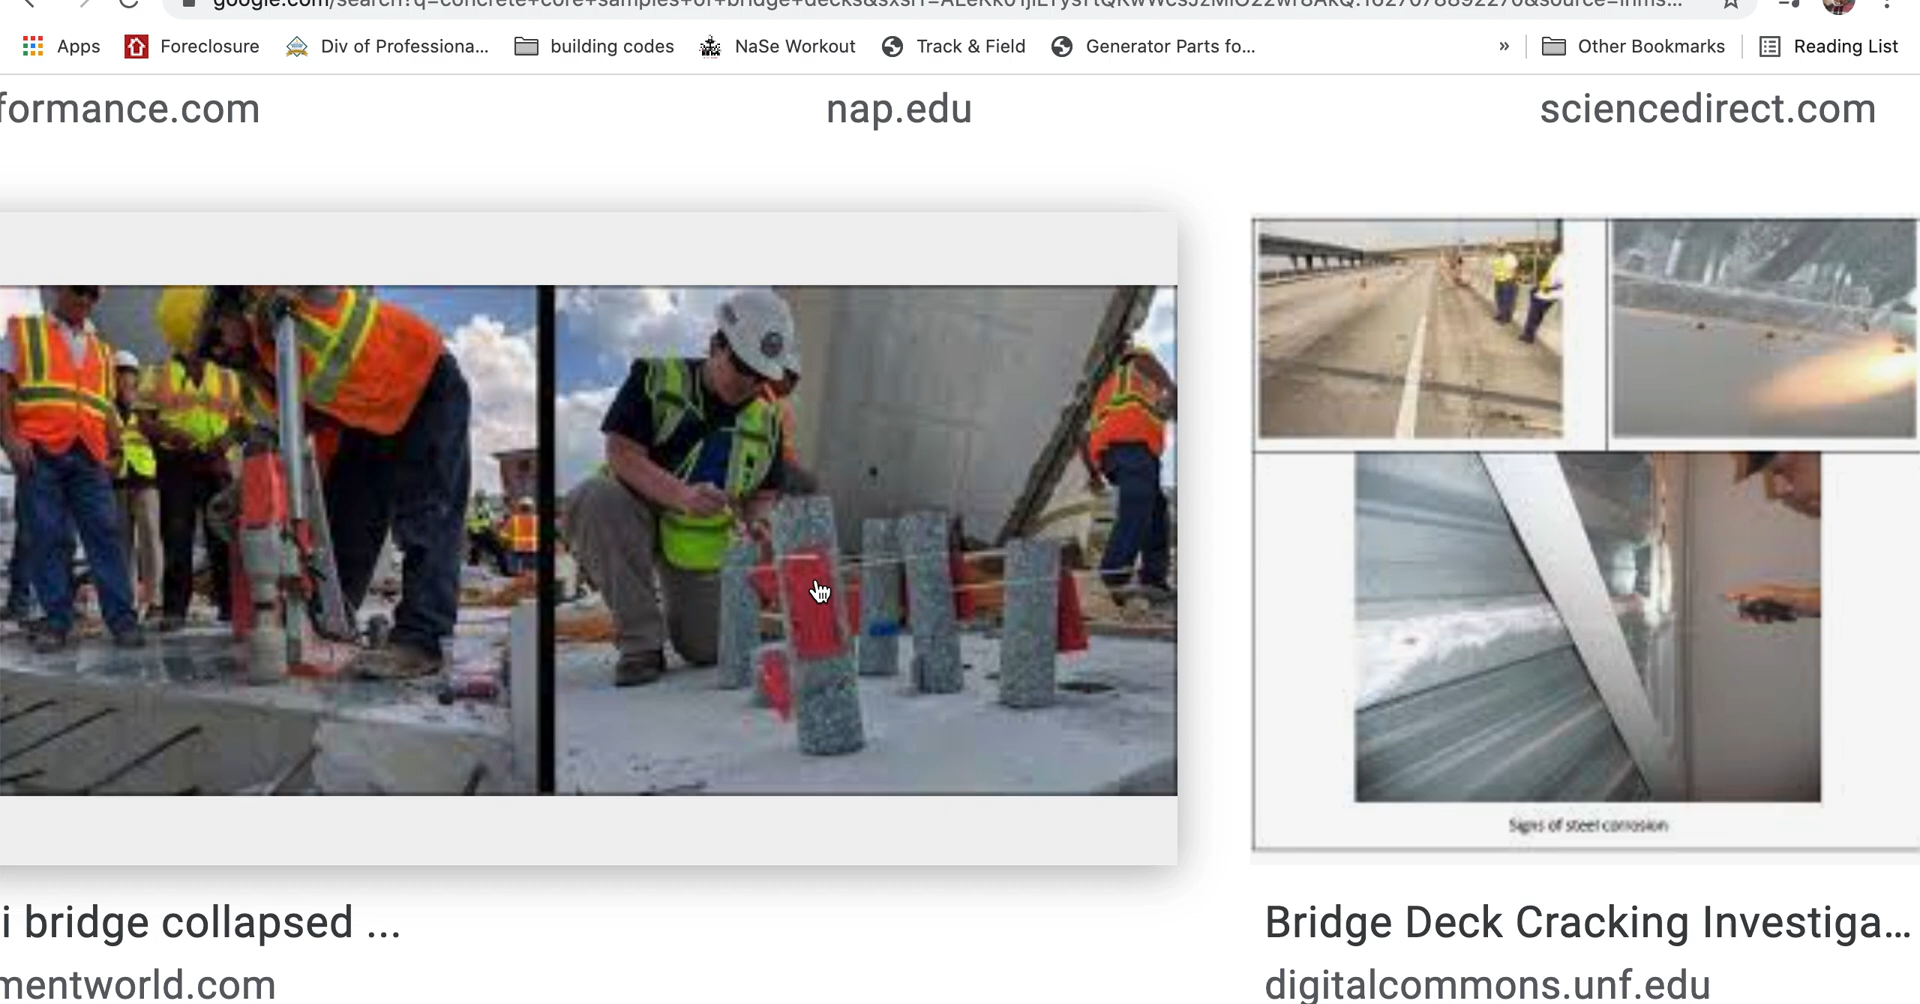 Apps Foreclosure Div of Professiona... building codes NaSe Workout Track & Field Generator Parts fo... » Other Bookmarks Reading List
formance.com
nap.edu
sciencedirect.com
Signs of steel corrosion
i bridge collapsed ...
mentworld.com
Bridge Deck Cracking Investiga...
digitalcommons.unf.edu